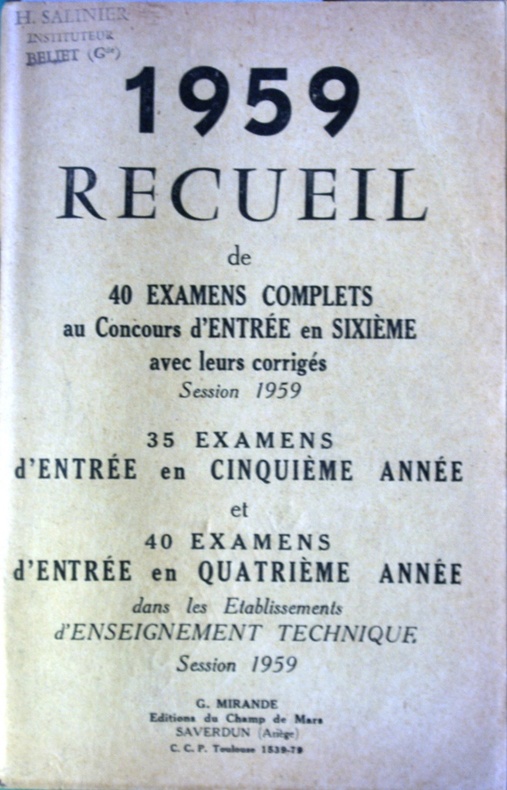 H. SALINIER
INSTITUTEUR
BELIET (Gde)
1959
RECUEIL
de
40 EXAMENS COMPLETS
au Concours d'ENTRÉE en SIXIÈME
avec leurs corrigés
Session 1959
35 EXAMENS
d'ENTRÉE en CINQUIÈME ANNÉE
et
40 EXAMENS
d'ENTRÉE en QUATRIÈME ANNÉE
dans les Etablissements
d'ENSEIGNEMENT TECHNIQUE
Session 1959
G. MIRANDE
Editions du Champ de Mars
SAVERDUN (Ariège)
C. C. P. Toulouse 1539-79